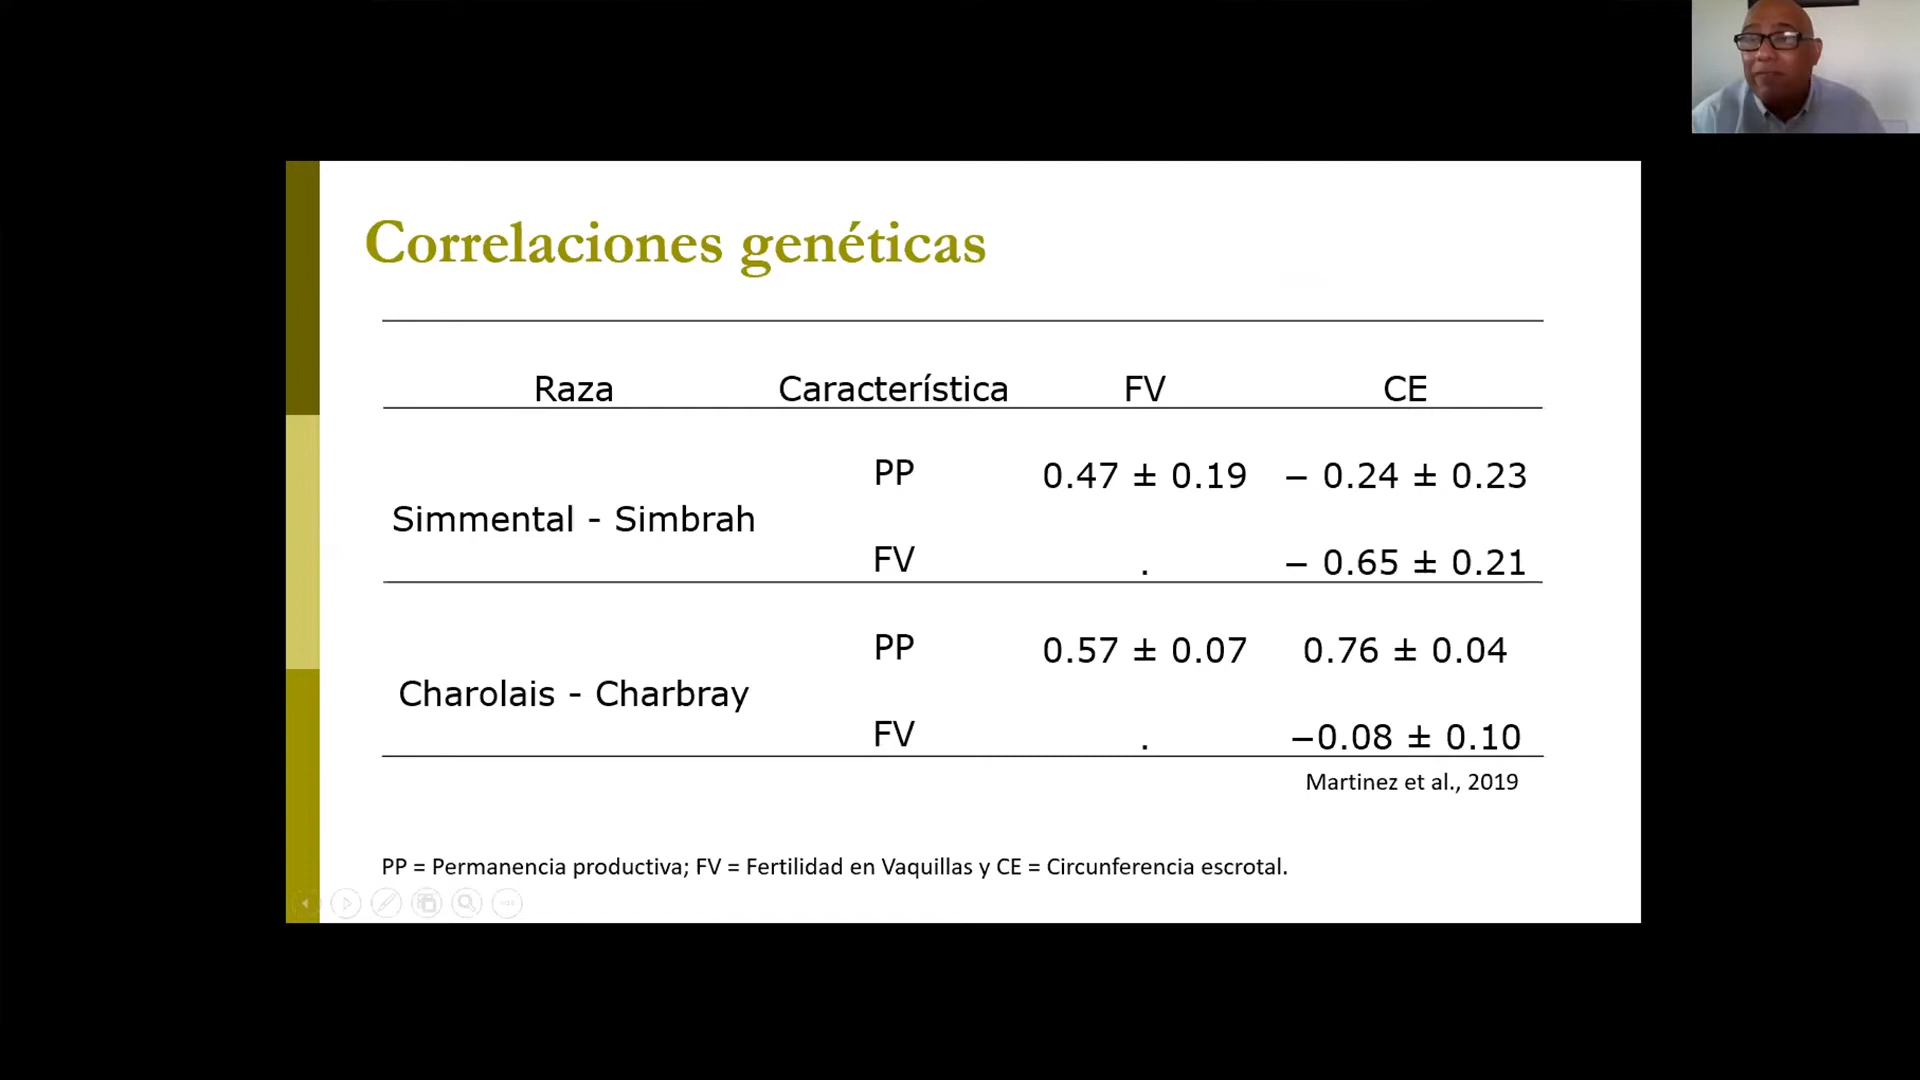 Correlaciones genéticas
Raza Característica FV CE
PP 0.47 ± 0.19 − 0.24 ± 0.23
Simmental - Simbrah
FV . − 0.65 ± 0.21
PP 0.57 ± 0.07 0.76 ± 0.04
Charolais - Charbray
FV . −0.08 ± 0.10
Martinez et al., 2019
PP = Permanencia productiva; FV = Fertilidad en Vaquillas y CE = Circunferencia escrotal.